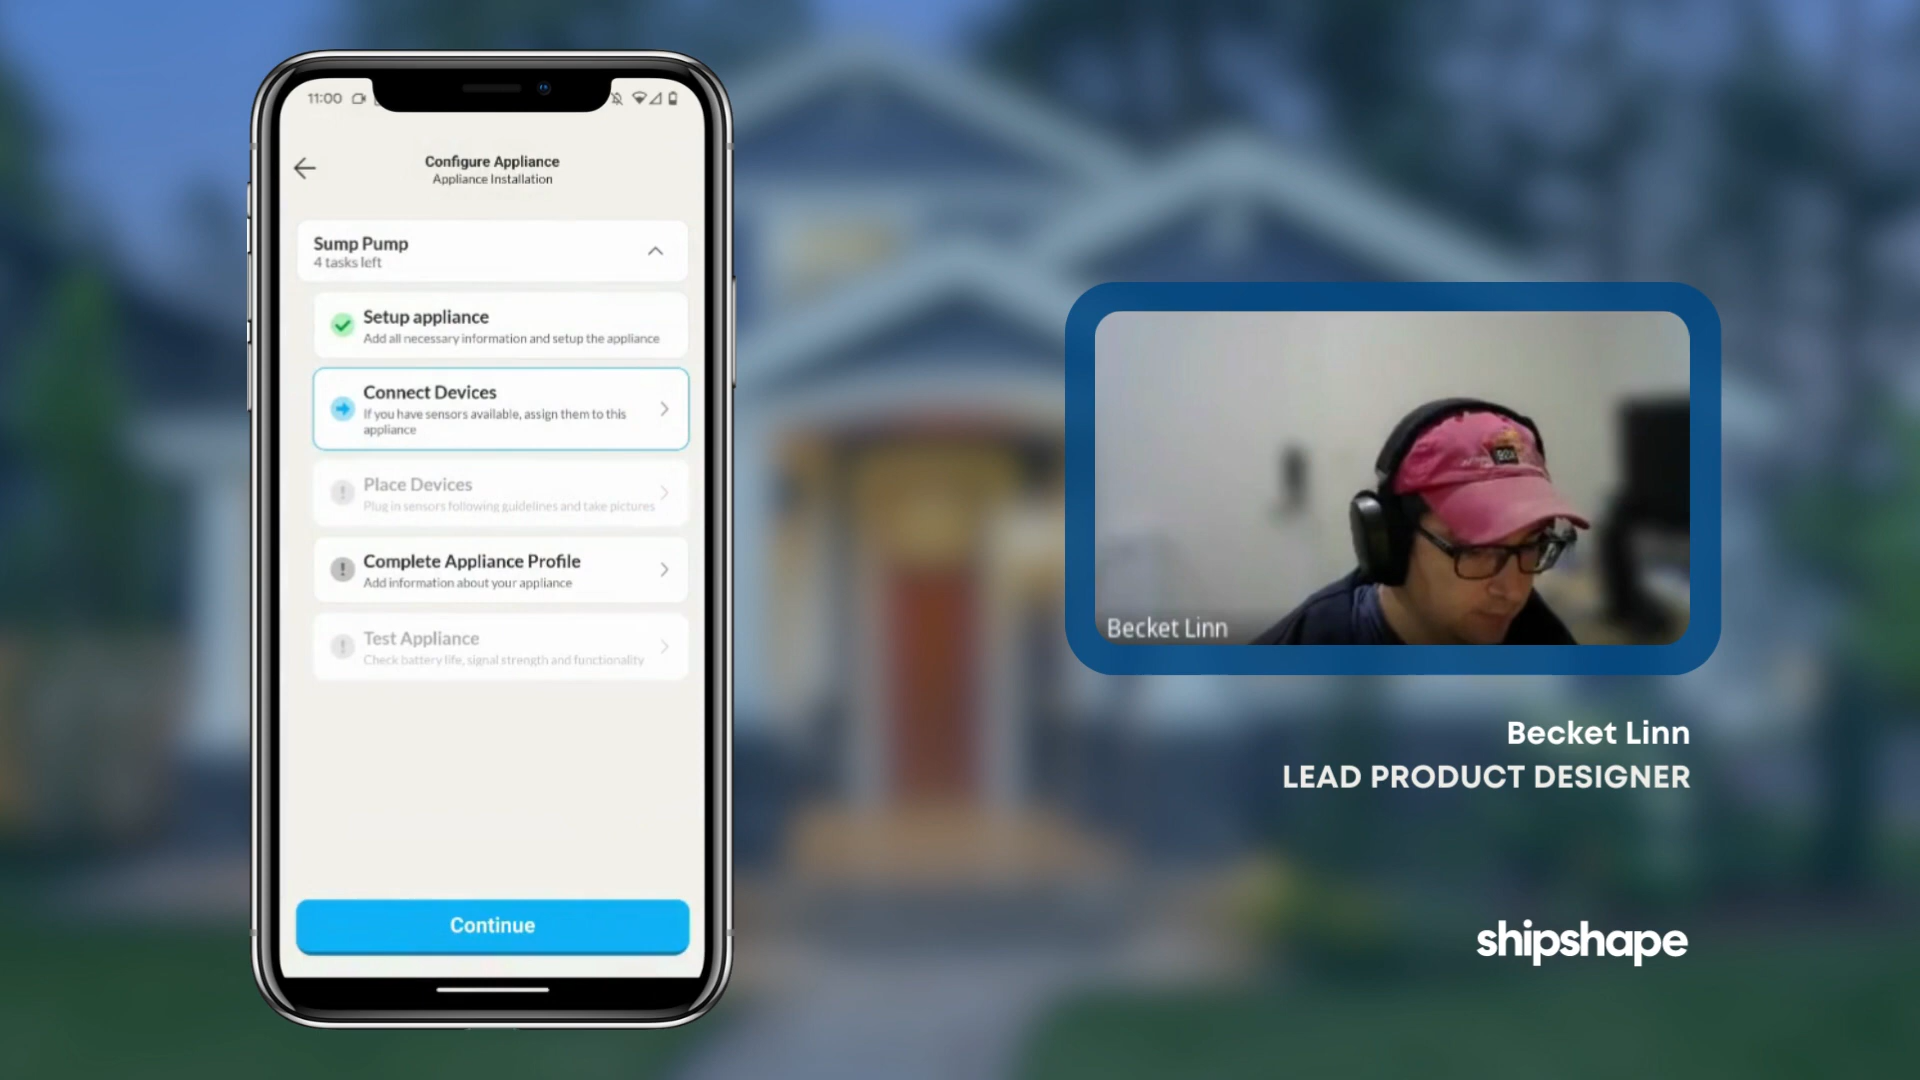 11:00
Configure Appliance
Appliance Installation
Sump Pump
4 tasks left
Setup appliance
Add all necessary information and setup the appliance
Connect Devices
If you have sensors available, assign them to this
appliance
Place Devices
Plug in sensors following guidelines and take pictures
Complete Appliance Profile
Add information about your appliance
Test Appliance
Check battery life, signal strength and functionality
Continue
Becket Linn
Becket Linn
LEAD PRODUCT DESIGNER
shipshape